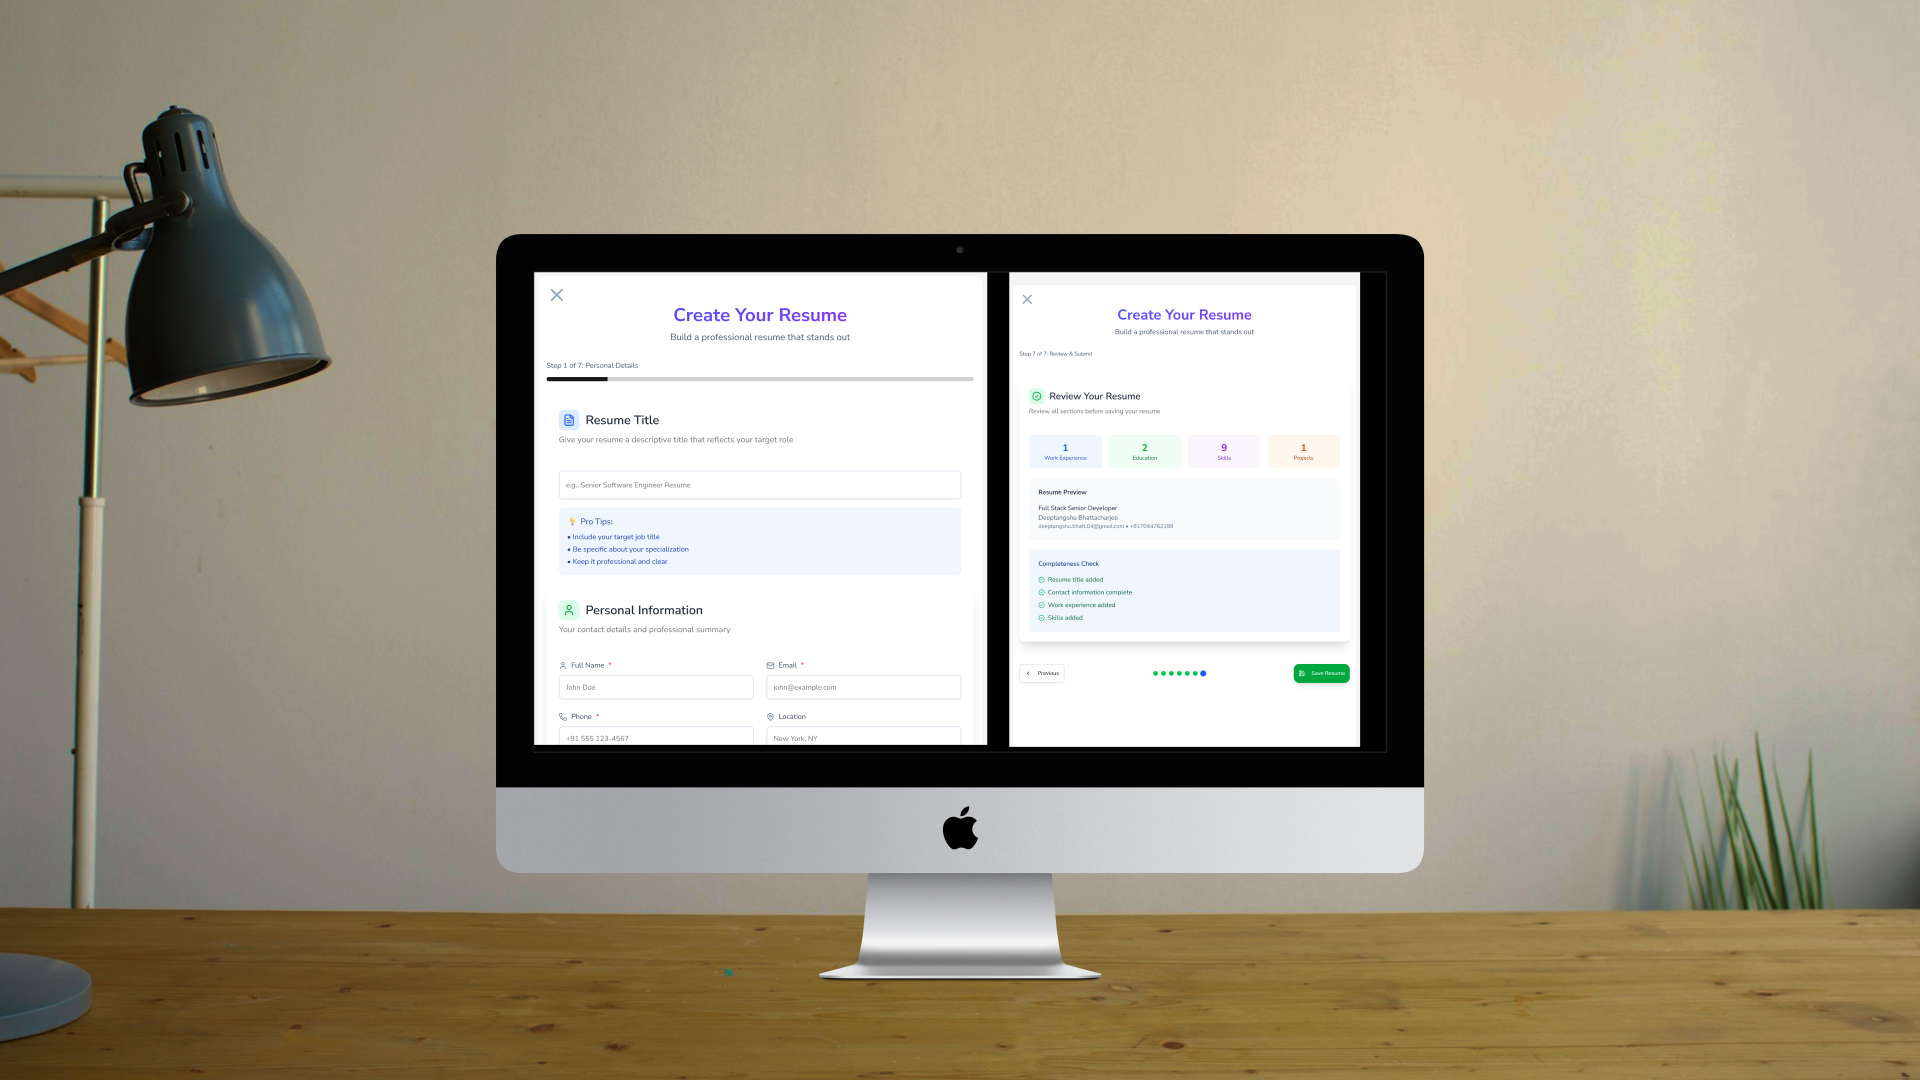 Create Your Resume
Build a professional resume that stands out
Step 1 of 7: Personal Details
Resume Title
Give your resume a descriptive title that reflects your target role
e.g., Senior Software Engineer Resume
Pro Tips:
• Include your target job title
• Be specific about your specialization
• Keep it professional and clear
Personal Information
Your contact details and professional summary
Full Name *
Email *
John Doe
john@example.com
Phone *
Location
+91 555 123-4567
New York, NY
Create Your Resume
Build a professional resume that stands out
Step 7 of 7: Review & Submit
Review Your Resume
Review all sections before saving your resume
1
Work Experience
2
Education
9
Skills
1
Projects
Resume Preview
Full Stack Senior Developer
Deeptangshu Bhattacharjee
deeptangshu.bhatt.04@gmail.com • +917044762199
Completeness Check
Resume title added
Contact information complete
Work experience added
Skills added
Previous
Save Resume